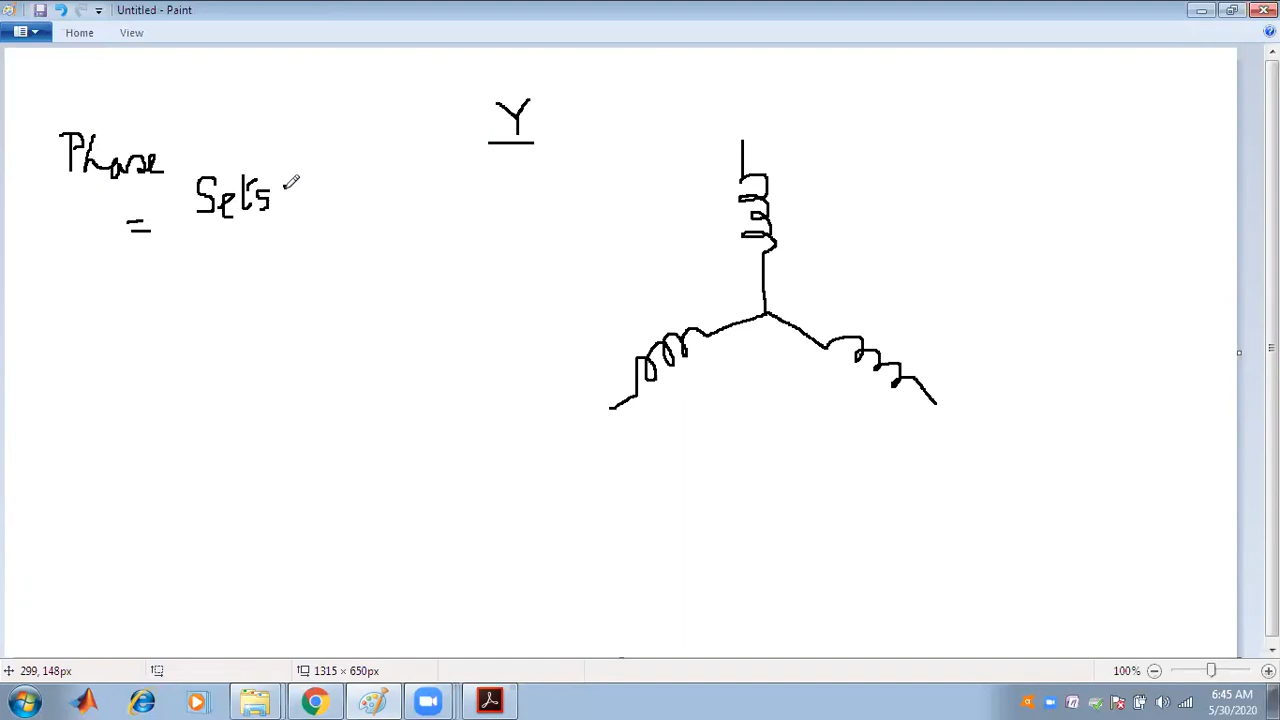 Untitled - Paint
Home View
Y
Phase
Sets
=
299, 148px
1315 × 650px
100%
6:45 AM
5/30/2020